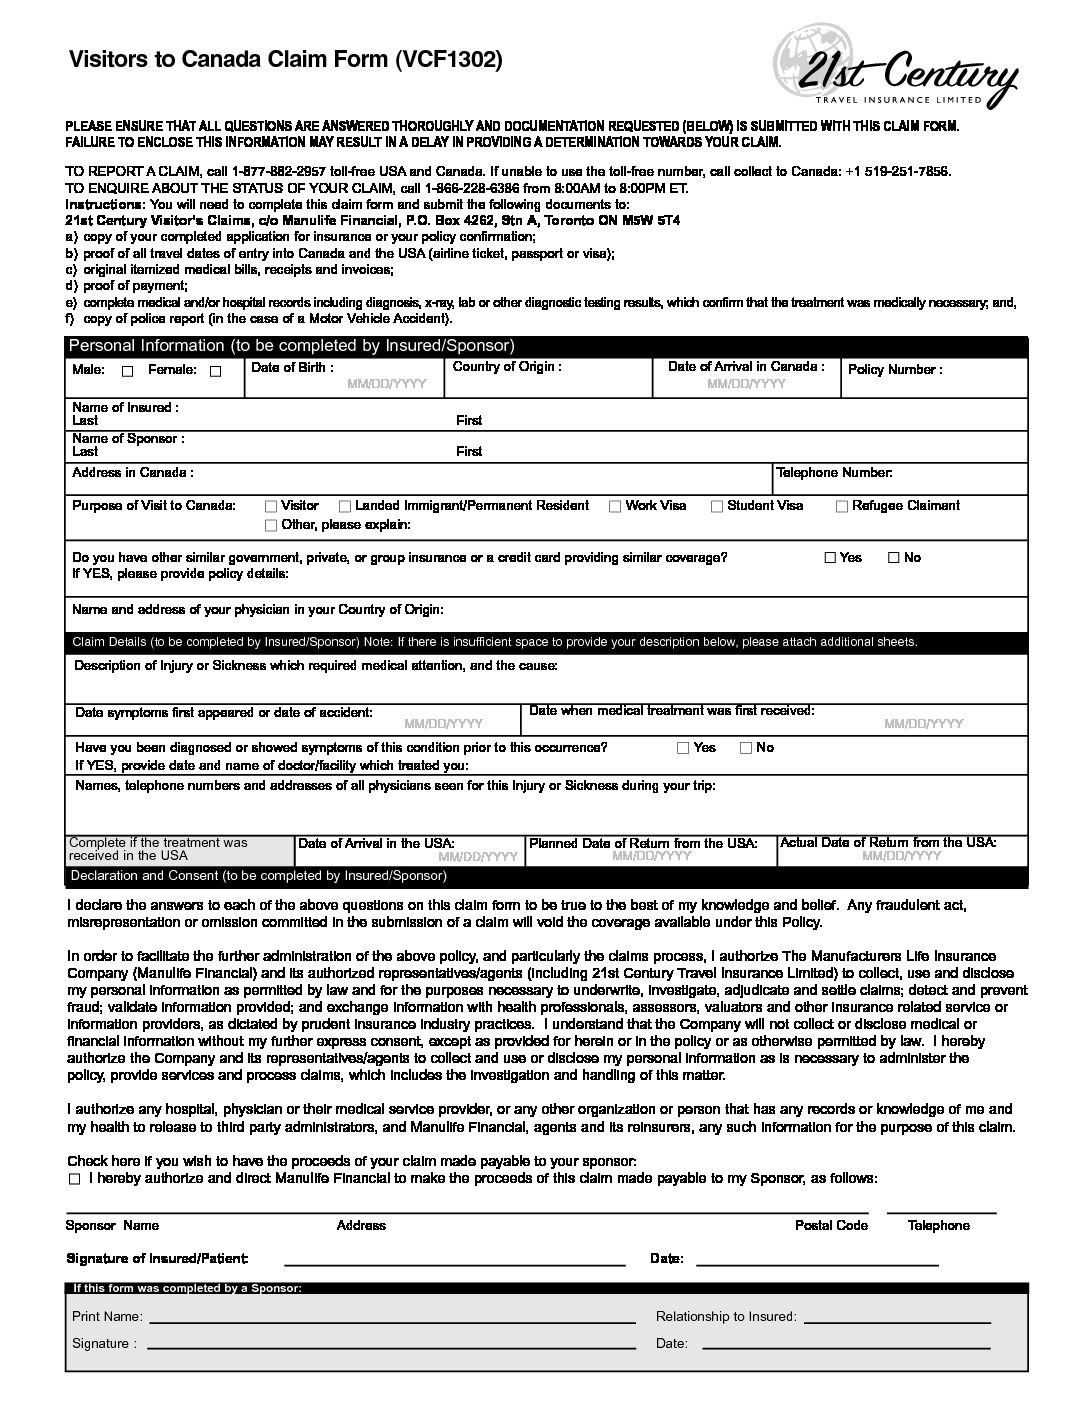 Visitors to Canada Claim Form (VCF1302)
21st Century
TRAVEL INSURANCE LIMITED
PLEASE ENSURE THAT ALL QUESTIONS ARE ANSWERED THOROUGHLY AND DOCUMENTATION REQUESTED (BELOW) IS SUBMITTED WITH THIS CLAIM FORM.
FAILURE TO ENCLOSE THIS INFORMATION MAY RESULT IN A DELAY IN PROVIDING A DETERMINATION TOWARDS YOUR CLAIM.
TO REPORT A CLAIM, call 1-877-882-2957 toll-free USA and Canada. If unable to use the toll-free number, call collect to Canada: +1 519-251-7856.
TO ENQUIRE ABOUT THE STATUS OF YOUR CLAIM, call 1-866-228-6386 from 8:00AM to 8:00PM ET.
Instructions: You will need to complete this claim form and submit the following documents to:
21st Century Visitor's Claims, c/o Manulife Financial, P.O. Box 4262, Stn A, Toronto ON M5W 5T4
a) copy of your completed application for insurance or your policy confirmation;
b) proof of all travel dates of entry into Canada and the USA (airline ticket, passport or visa);
c) original itemized medical bills, receipts and invoices;
d) proof of payment;
e) complete medical and/or hospital records including diagnosis, x-ray, lab or other diagnostic testing results, which confirm that the treatment was medically necessary; and,
f) copy of police report (in the case of a Motor Vehicle Accident).
Personal Information (to be completed by Insured/Sponsor)
Male: Female: Date of Birth : MM/DD/YYYY Country of Origin : Date of Arrival in Canada : MM/DD/YYYY Policy Number :
Name of Insured :
Last First
Name of Sponsor :
Last First
Address in Canada : Telephone Number:
Purpose of Visit to Canada: Visitor Landed Immigrant/Permanent Resident Work Visa Student Visa Refugee Claimant
Other, please explain:
Do you have other similar government, private, or group insurance or a credit card providing similar coverage? Yes No
If YES, please provide policy details:
Name and address of your physician in your Country of Origin:
Claim Details (to be completed by Insured/Sponsor) Note: If there is insufficient space to provide your description below, please attach additional sheets.
Description of Injury or Sickness which required medical attention, and the cause:
Date symptoms first appeared or date of accident: MM/DD/YYYY Date when medical treatment was first received: MM/DD/YYYY
Have you been diagnosed or showed symptoms of this condition prior to this occurrence? Yes No
If YES, provide date and name of doctor/facility which treated you:
Names, telephone numbers and addresses of all physicians seen for this Injury or Sickness during your trip:
Complete if the treatment was
received in the USA
Date of Arrival in the USA: MM/DD/YYYY Planned Date of Return from the USA: MM/DD/YYYY Actual Date of Return from the USA: MM/DD/YYYY
Declaration and Consent (to be completed by Insured/Sponsor)
I declare the answers to each of the above questions on this claim form to be true to the best of my knowledge and belief. Any fraudulent act,
misrepresentation or omission committed in the submission of a claim will void the coverage available under this Policy.
In order to facilitate the further administration of the above policy, and particularly the claims process, I authorize The Manufacturers Life Insurance
Company (Manulife Financial) and its authorized representatives/agents (including 21st Century Travel Insurance Limited) to collect, use and disclose
my personal information as permitted by law and for the purposes necessary to underwrite, investigate, adjudicate and settle claims; detect and prevent
fraud; validate information provided; and exchange information with health professionals, assessors, valuators and other insurance related service or
information providers, as dictated by prudent insurance industry practices. I understand that the Company will not collect or disclose medical or
financial information without my further express consent, except as provided for herein or in the policy or as otherwise permitted by law. I hereby
authorize the Company and its representatives/agents to collect and use or disclose my personal information as is necessary to administer the
policy, provide services and process claims, which includes the investigation and handling of this matter.
I authorize any hospital, physician or their medical service provider, or any other organization or person that has any records or knowledge of me and
my health to release to third party administrators, and Manulife Financial, agents and its reinsurers, any such information for the purpose of this claim.
Check here if you wish to have the proceeds of your claim made payable to your sponsor:
I hereby authorize and direct Manulife Financial to make the proceeds of this claim made payable to my Sponsor, as follows:
Sponsor Name Address Postal Code Telephone
Signature of Insured/Patient: Date:
If this form was completed by a Sponsor:
Print Name: Relationship to Insured:
Signature : Date: